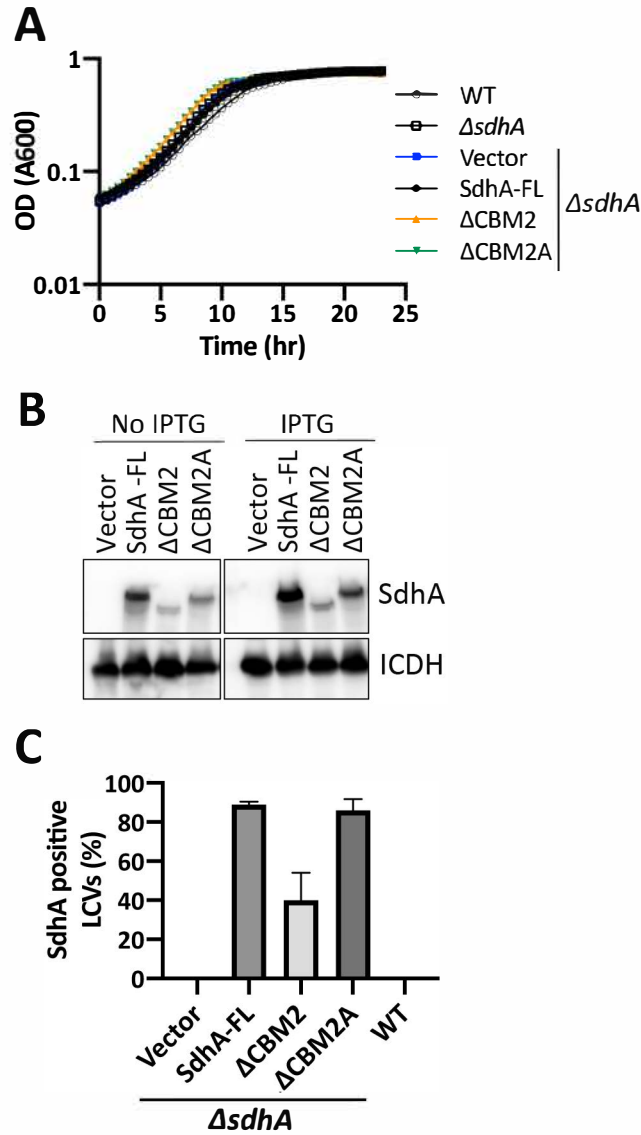 A
OD (A600)
1
0.1
0.01
0 5 10 15 20 25
Time (hr)
WT
ΔsdhA
Vector
SdhA-FL
ΔCBM2
ΔCBM2A
ΔsdhA
B
No IPTG IPTG
Vector SdhA -FL ΔCBM2 ΔCBM2A Vector SdhA -FL ΔCBM2 ΔCBM2A
SdhA
ICDH
C
SdhA positive
LCVs (%)
100
80
60
40
20
0
Vector SdhA-FL ΔCBM2 ΔCBM2A WT
ΔsdhA